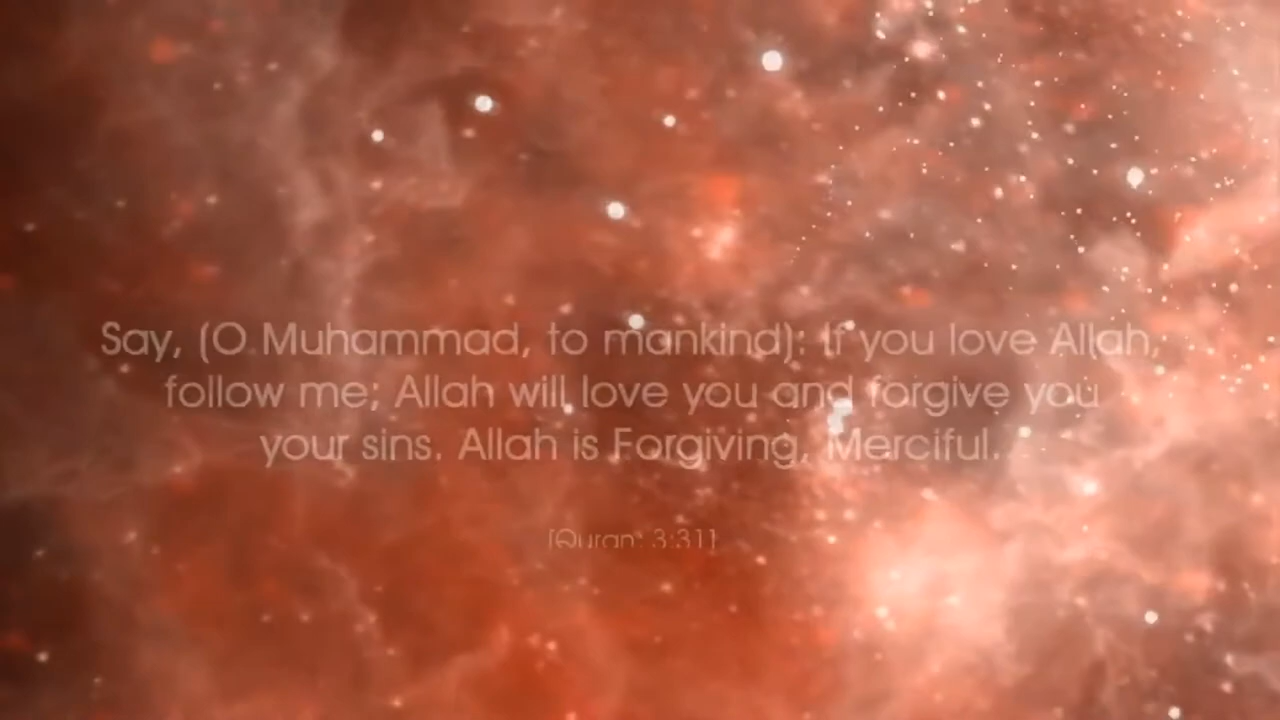 Say, (O Muhammad, to mankind): If you love Allah,
follow me; Allah will love you and forgive you
your sins. Allah is Forgiving, Merciful.
[Quran: 3:31]